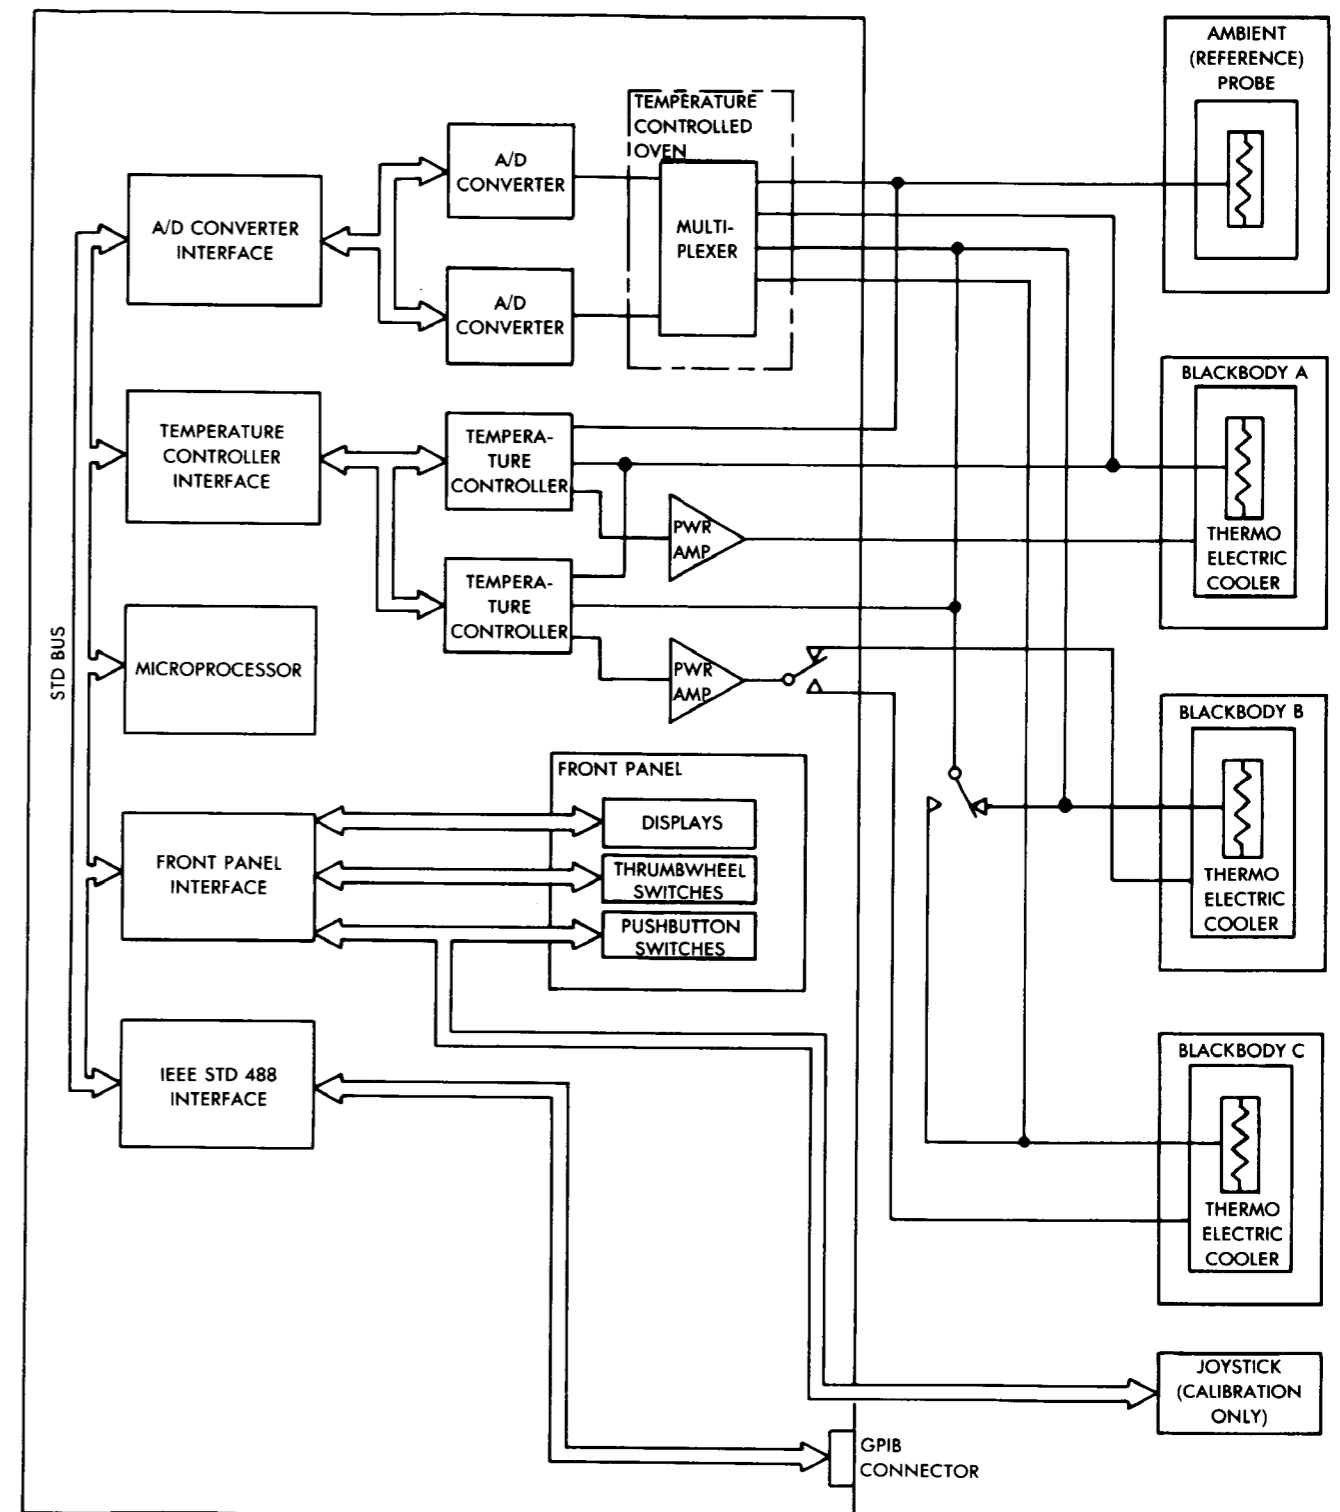 AMBIENT
(REFERENCE)
PROBE
TEMPERATURE
CONTROLLED
OVEN
A/D
CONVERTER
A/D CONVERTER
INTERFACE
MULTI-
PLEXER
A/D
CONVERTER
BLACKBODY A
TEMPERATURE
CONTROLLER
INTERFACE
TEMPERA-
TURE
CONTROLLER
PWR
AMP
THERMO
ELECTRIC
COOLER
TEMPERA-
TURE
CONTROLLER
STD BUS
MICROPROCESSOR
PWR
AMP
BLACKBODY B
FRONT PANEL
DISPLAYS
FRONT PANEL
INTERFACE
THRUMBWHEEL
SWITCHES
PUSHBUTTON
SWITCHES
THERMO
ELECTRIC
COOLER
BLACKBODY C
IEEE STD 488
INTERFACE
THERMO
ELECTRIC
COOLER
JOYSTICK
(CALIBRATION
ONLY)
GPIB
CONNECTOR